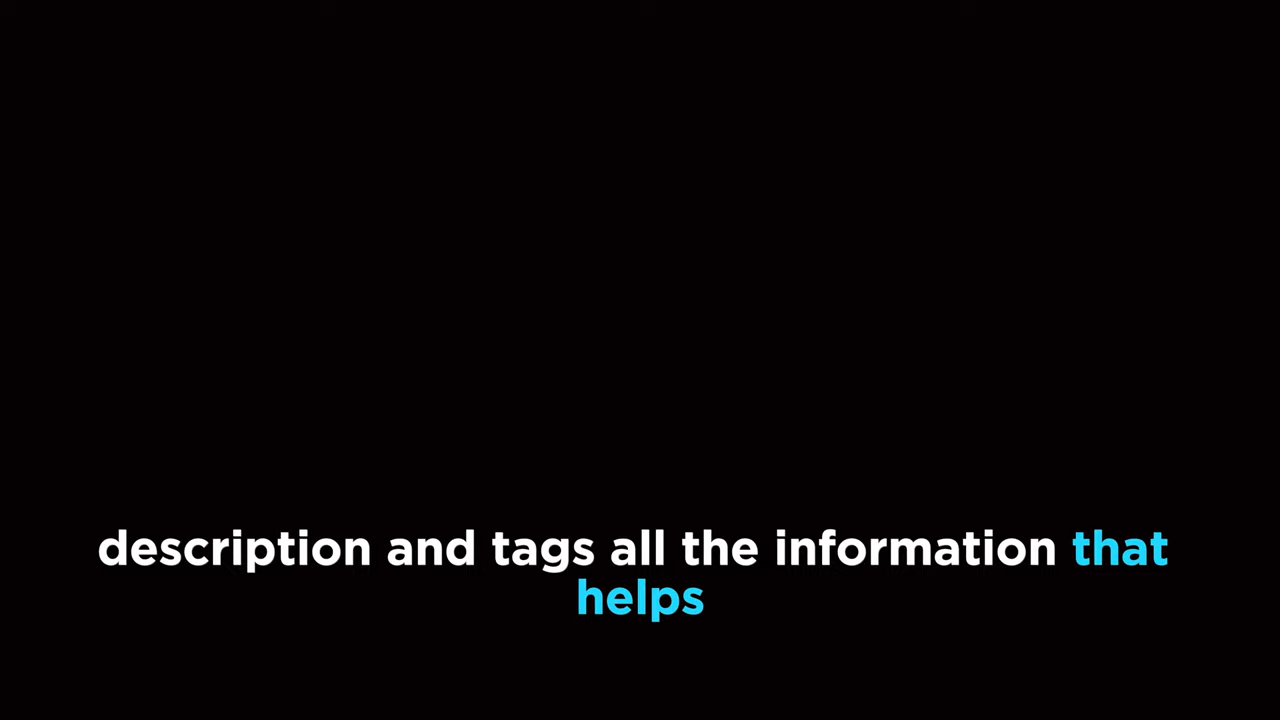 description and tags all the information that
helps